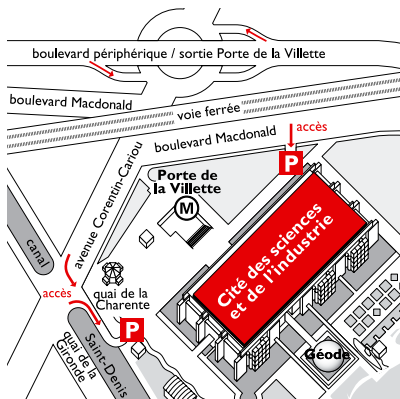 boulevard périphérique / sortie Porte de la Villette
boulevard Macdonald
voie ferrée
boulevard Macdonald
accès
P
Porte de
la Villette
M
avenue Corentin-Cariou
canal
Cité des sciences
et de l'industrie
accès
quai de la
Charente
P
Saint-Denis
quai de la
Gironde
Géode